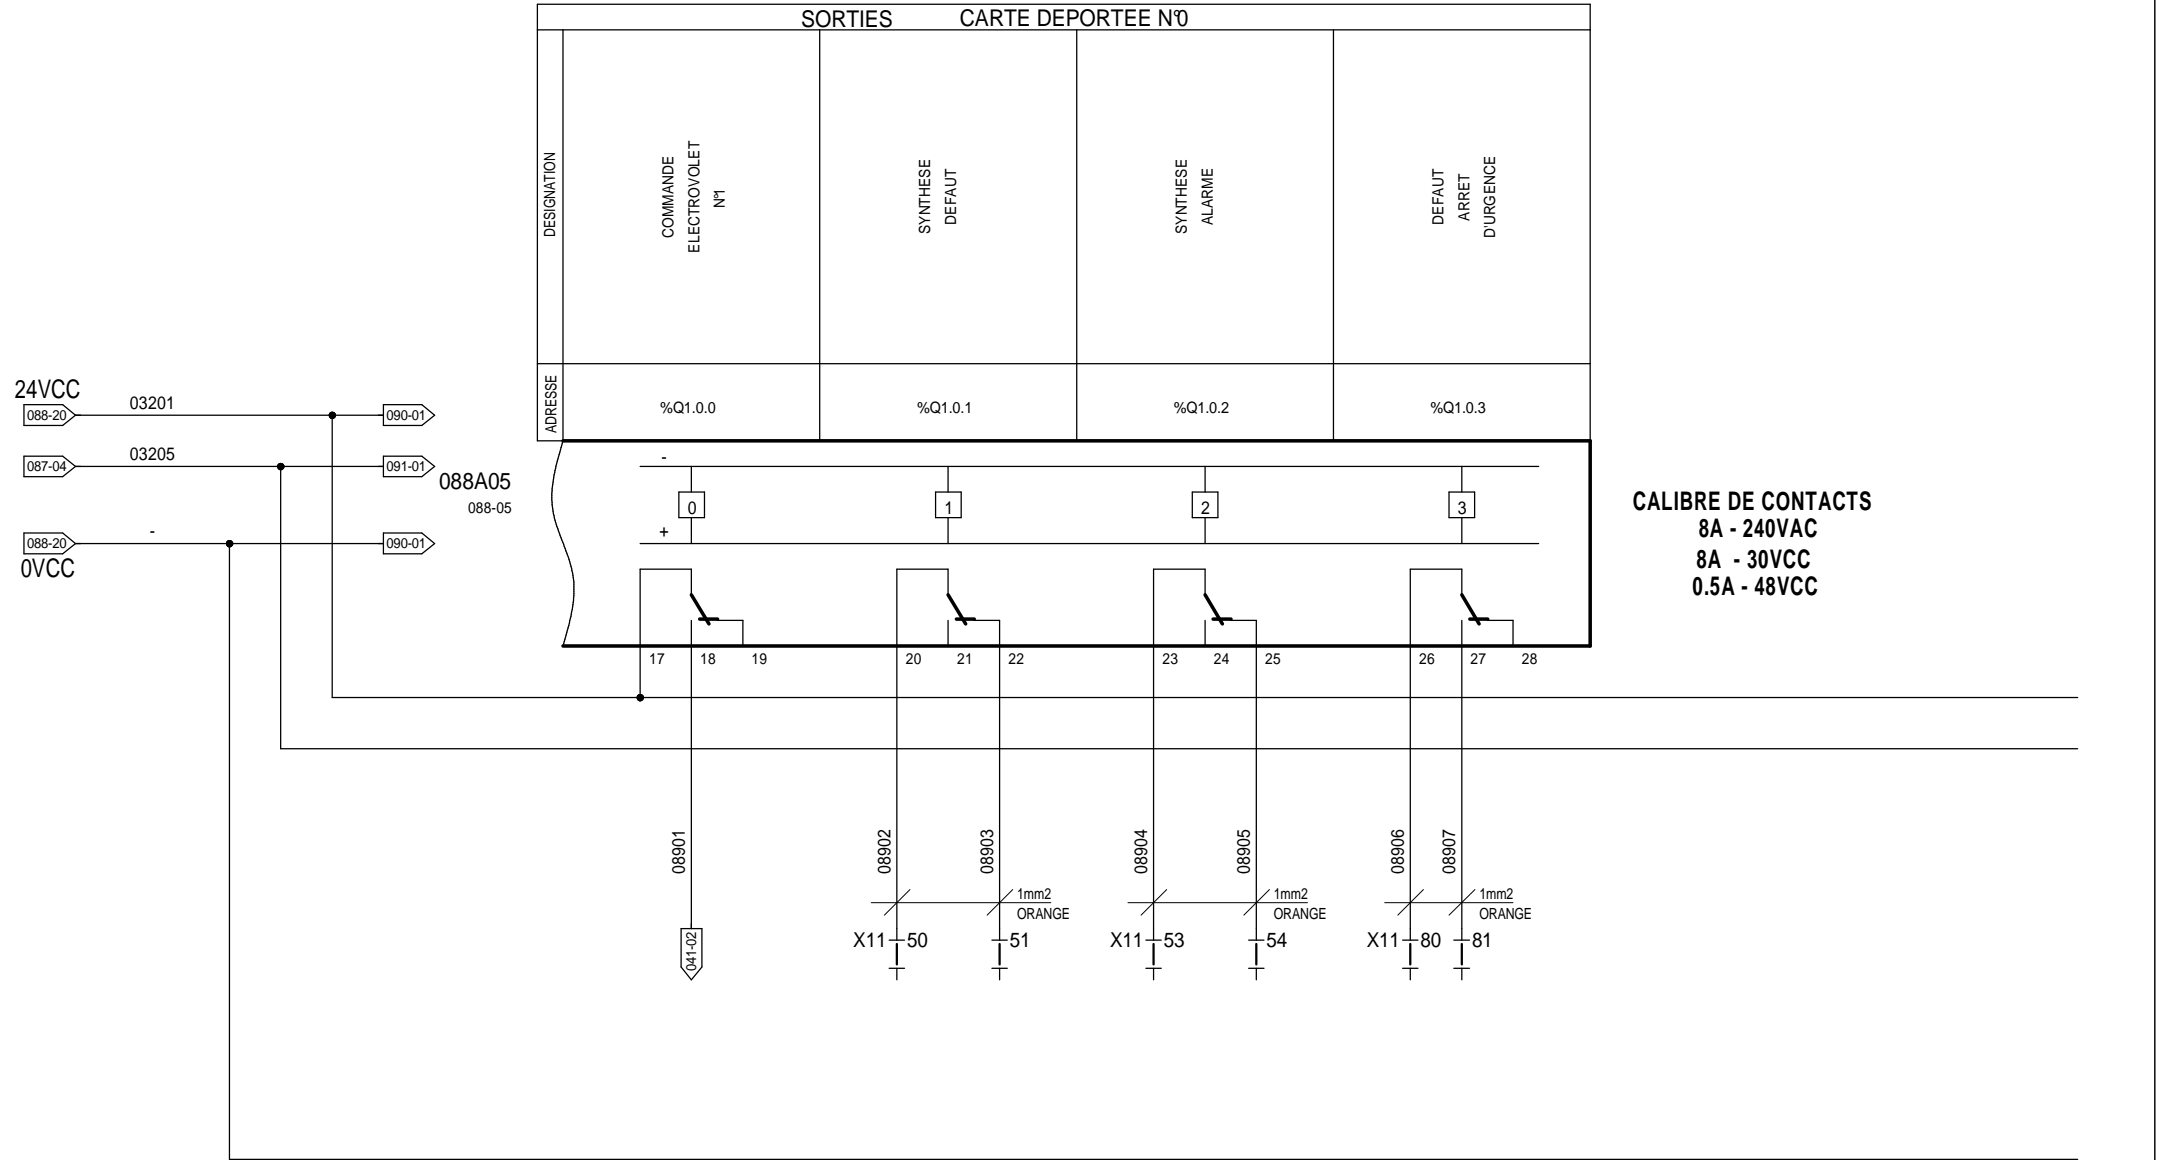 SORTIES CARTE DEPORTEE N°0
DESIGNATION
COMMANDE
ELECTROVOLET
N°1
SYNTHESE
DEFAUT
SYNTHESE
ALARME
DEFAUT
ARRET
D'URGENCE
ADRESSE
%Q1.0.0
%Q1.0.1
%Q1.0.2
%Q1.0.3
24VCC
088-20
03201
090-01
087-04
03205
091-01
088A05
088-05
088-20
-
090-01
0VCC
-
0
1
2
3
+
CALIBRE DE CONTACTS
8A - 240VAC
8A - 30VCC
0.5A - 48VCC
17
18
19
20
21
22
23
24
25
26
27
28
08901
08902
08903
08904
08905
08906
08907
1mm2
ORANGE
1mm2
ORANGE
1mm2
ORANGE
041-02
X11
50
51
X11
53
54
X11
80
81